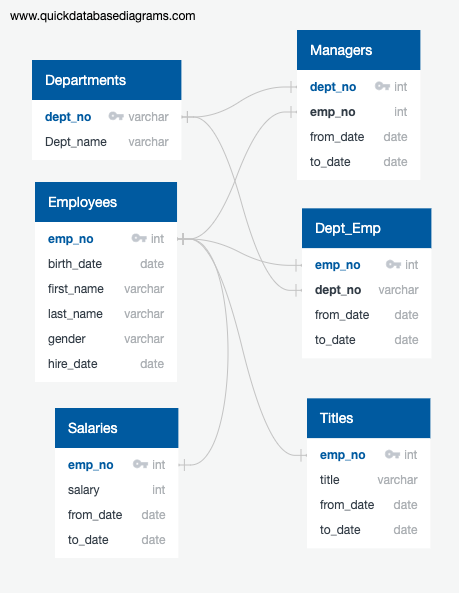 www.quickdatabasediagrams.com
Departments
dept_no varchar
Dept_name varchar
Managers
dept_no int
emp_no int
from_date date
to_date date
Employees
emp_no int
birth_date date
first_name varchar
last_name varchar
gender varchar
hire_date date
Dept_Emp
emp_no int
dept_no varchar
from_date date
to_date date
Salaries
emp_no int
salary int
from_date date
to_date date
Titles
emp_no int
title varchar
from_date date
to_date date